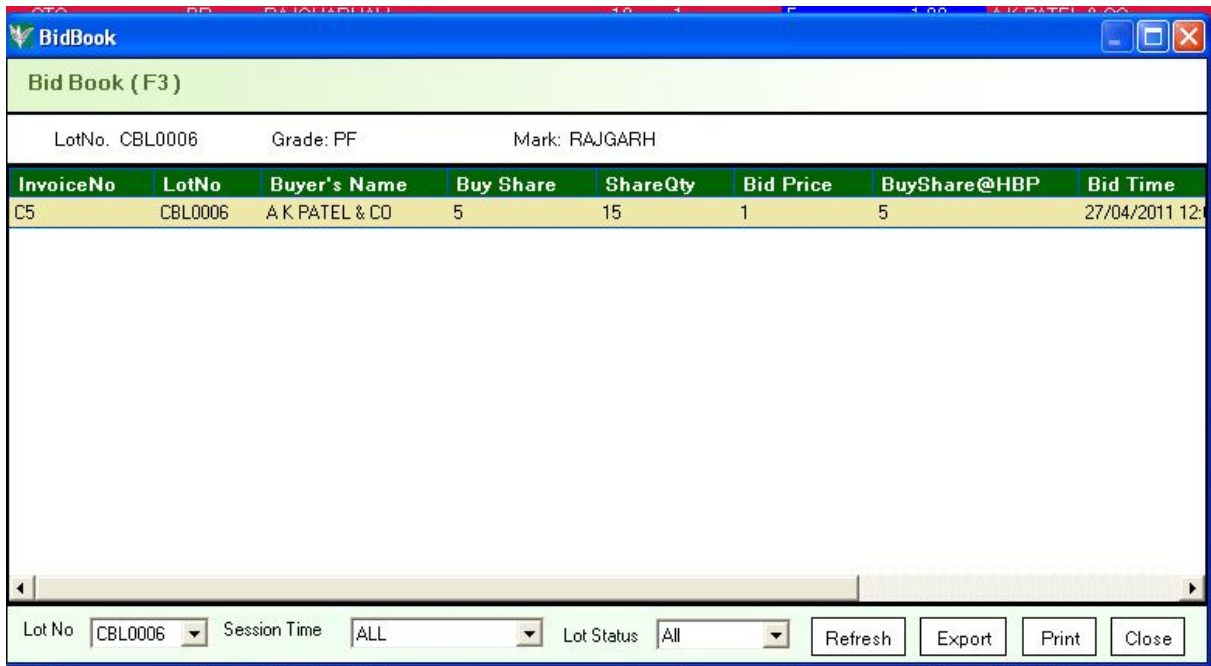 BidBook
Bid Book ( F3 )
LotNo. CBL0006 Grade: PF Mark: RAJGARH
InvoiceNo LotNo Buyer's Name Buy Share ShareQty Bid Price BuyShare@HBP Bid Time
C5 CBL0006 A K PATEL & CO 5 15 1 5 27/04/2011 12:
Lot No CBL0006 Session Time ALL Lot Status All Refresh Export Print Close